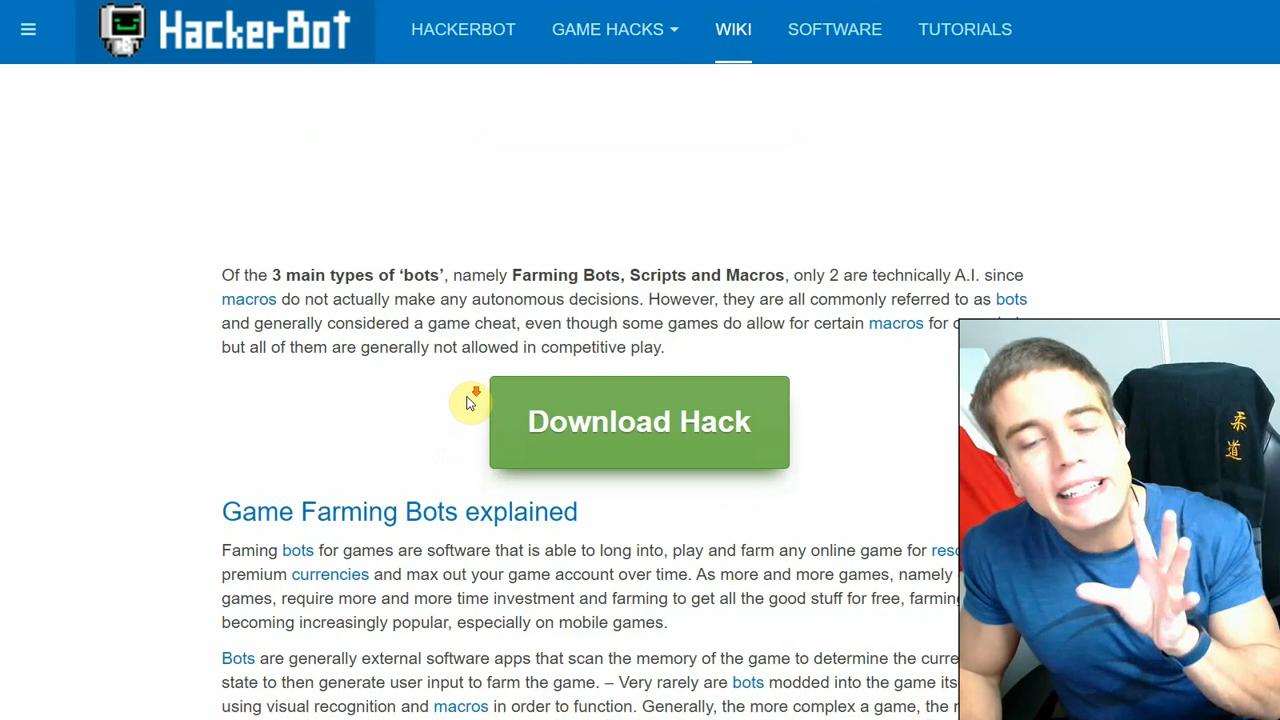 HackerBot
HACKERBOT GAME HACKS WIKI SOFTWARE TUTORIALS
Of the 3 main types of ‘bots’, namely Farming Bots, Scripts and Macros, only 2 are technically A.I. since
macros do not actually make any autonomous decisions. However, they are all commonly referred to as bots
and generally considered a game cheat, even though some games do allow for certain macros for
but all of them are generally not allowed in competitive play.
Download Hack
Game Farming Bots explained
Faming bots for games are software that is able to long into, play and farm any online game for
premium currencies and max out your game account over time. As more and more games, namely
games, require more and more time investment and farming to get all the good stuff for free,
becoming increasingly popular, especially on mobile games.
Bots are generally external software apps that scan the memory of the game to determine the
state to then generate user input to farm the game. – Very rarely are bots modded into the game
using visual recognition and macros in order to function. Generally, the more complex a game, the
柔
道